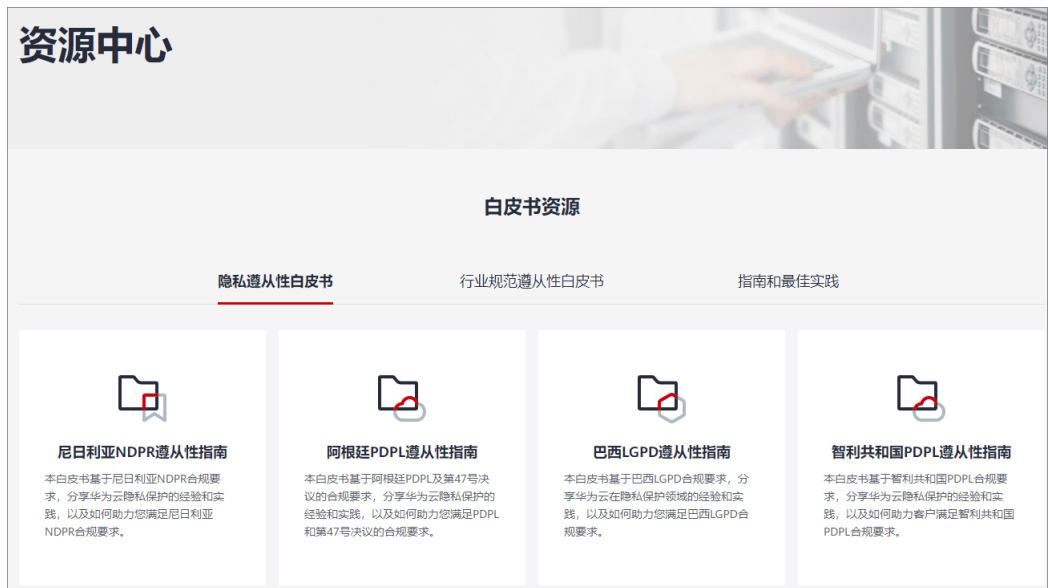 资源中心
白皮书资源
隐私遵从性白皮书
行业规范遵从性白皮书
指南和最佳实践
尼日利亚NDPR遵从性指南
本白皮书基于尼日利亚NDPR合规要
求，分享华为云隐私保护的经验和实
践，以及如何助力您满足尼日利亚
NDPR合规要求。
阿根廷PDPL遵从性指南
本白皮书基于阿根廷PDPL及第47号决
议的合规要求，分享华为云隐私保护的
经验和实践，以及如何助力您满足PDPL
和第47号决议的合规要求。
巴西LGPD遵从性指南
本白皮书基于巴西LGPD合规要求，分
享华为云在隐私保护领域的经验和实
践，以及如何助力您满足巴西LGPD合
规要求。
智利共和国PDPL遵从性指南
本白皮书基于智利共和国PDPL合规要
求，分享华为云隐私保护的经验和实
践，以及如何助力客户满足智利共和国
PDPL合规要求。